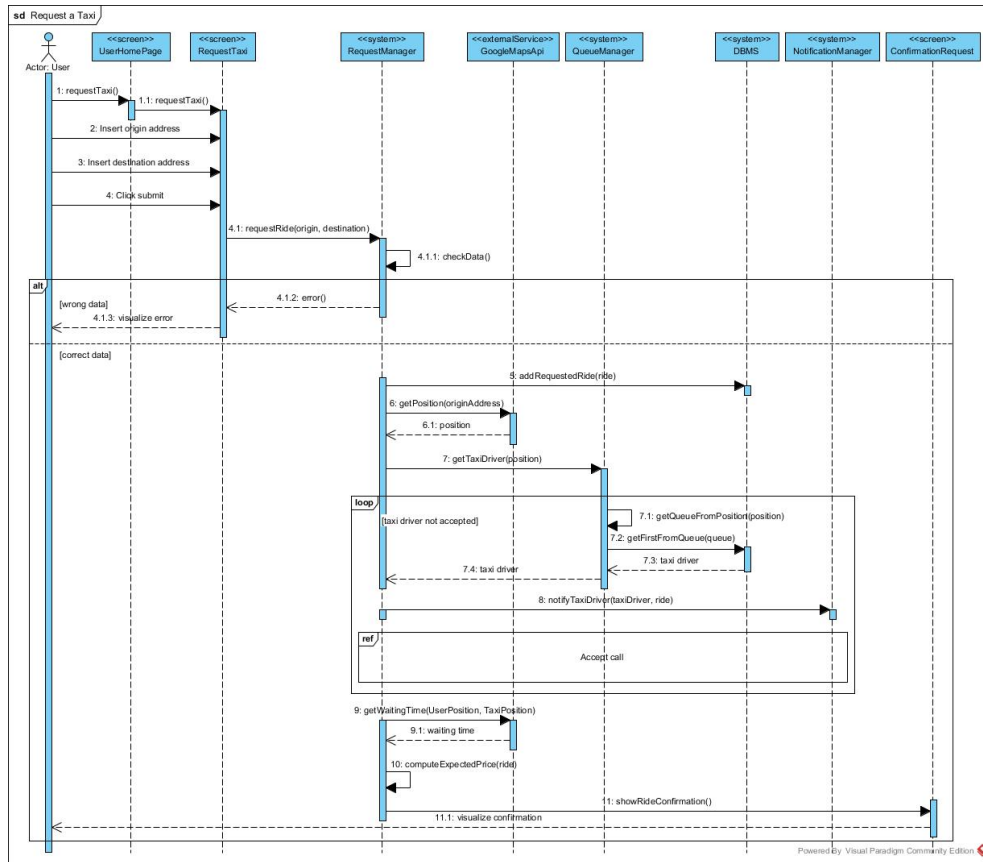 sd Request a Taxi
Actor: User
<<screen>>
UserHomePage
<<screen>>
RequestTaxi
<<system>>
RequestManager
<<externalService>>
GoogleMapsApi
<<system>>
QueueManager
<<system>>
DBMS
<<system>>
NotificationManager
<<screen>>
ConfirmationRequest
1: requestTaxi()
1.1: requestTaxi()
2: Insert origin address
3: Insert destination address
4: Click submit
4.1: requestRide(origin, destination)
4.1.1: checkData()
alt
[wrong data]
4.1.2: error()
4.1.3: visualize error
[correct data]
5: addRequestedRide(ride)
6: getPosition(originAddress)
6.1: position
7: getTaxiDriver(position)
loop
[taxi driver not accepted]
7.1: getQueueFromPosition(position)
7.2: getFirstFromQueue(queue)
7.3: taxi driver
7.4: taxi driver
8: notifyTaxiDriver(taxiDriver, ride)
ref
Accept call
9: getWaitingTime(UserPosition, TaxiPosition)
9.1: waiting time
10: computeExpectedPrice(ride)
11: showRideConfirmation()
11.1: visualize confirmation
Powered By Visual Paradigm Community Edition